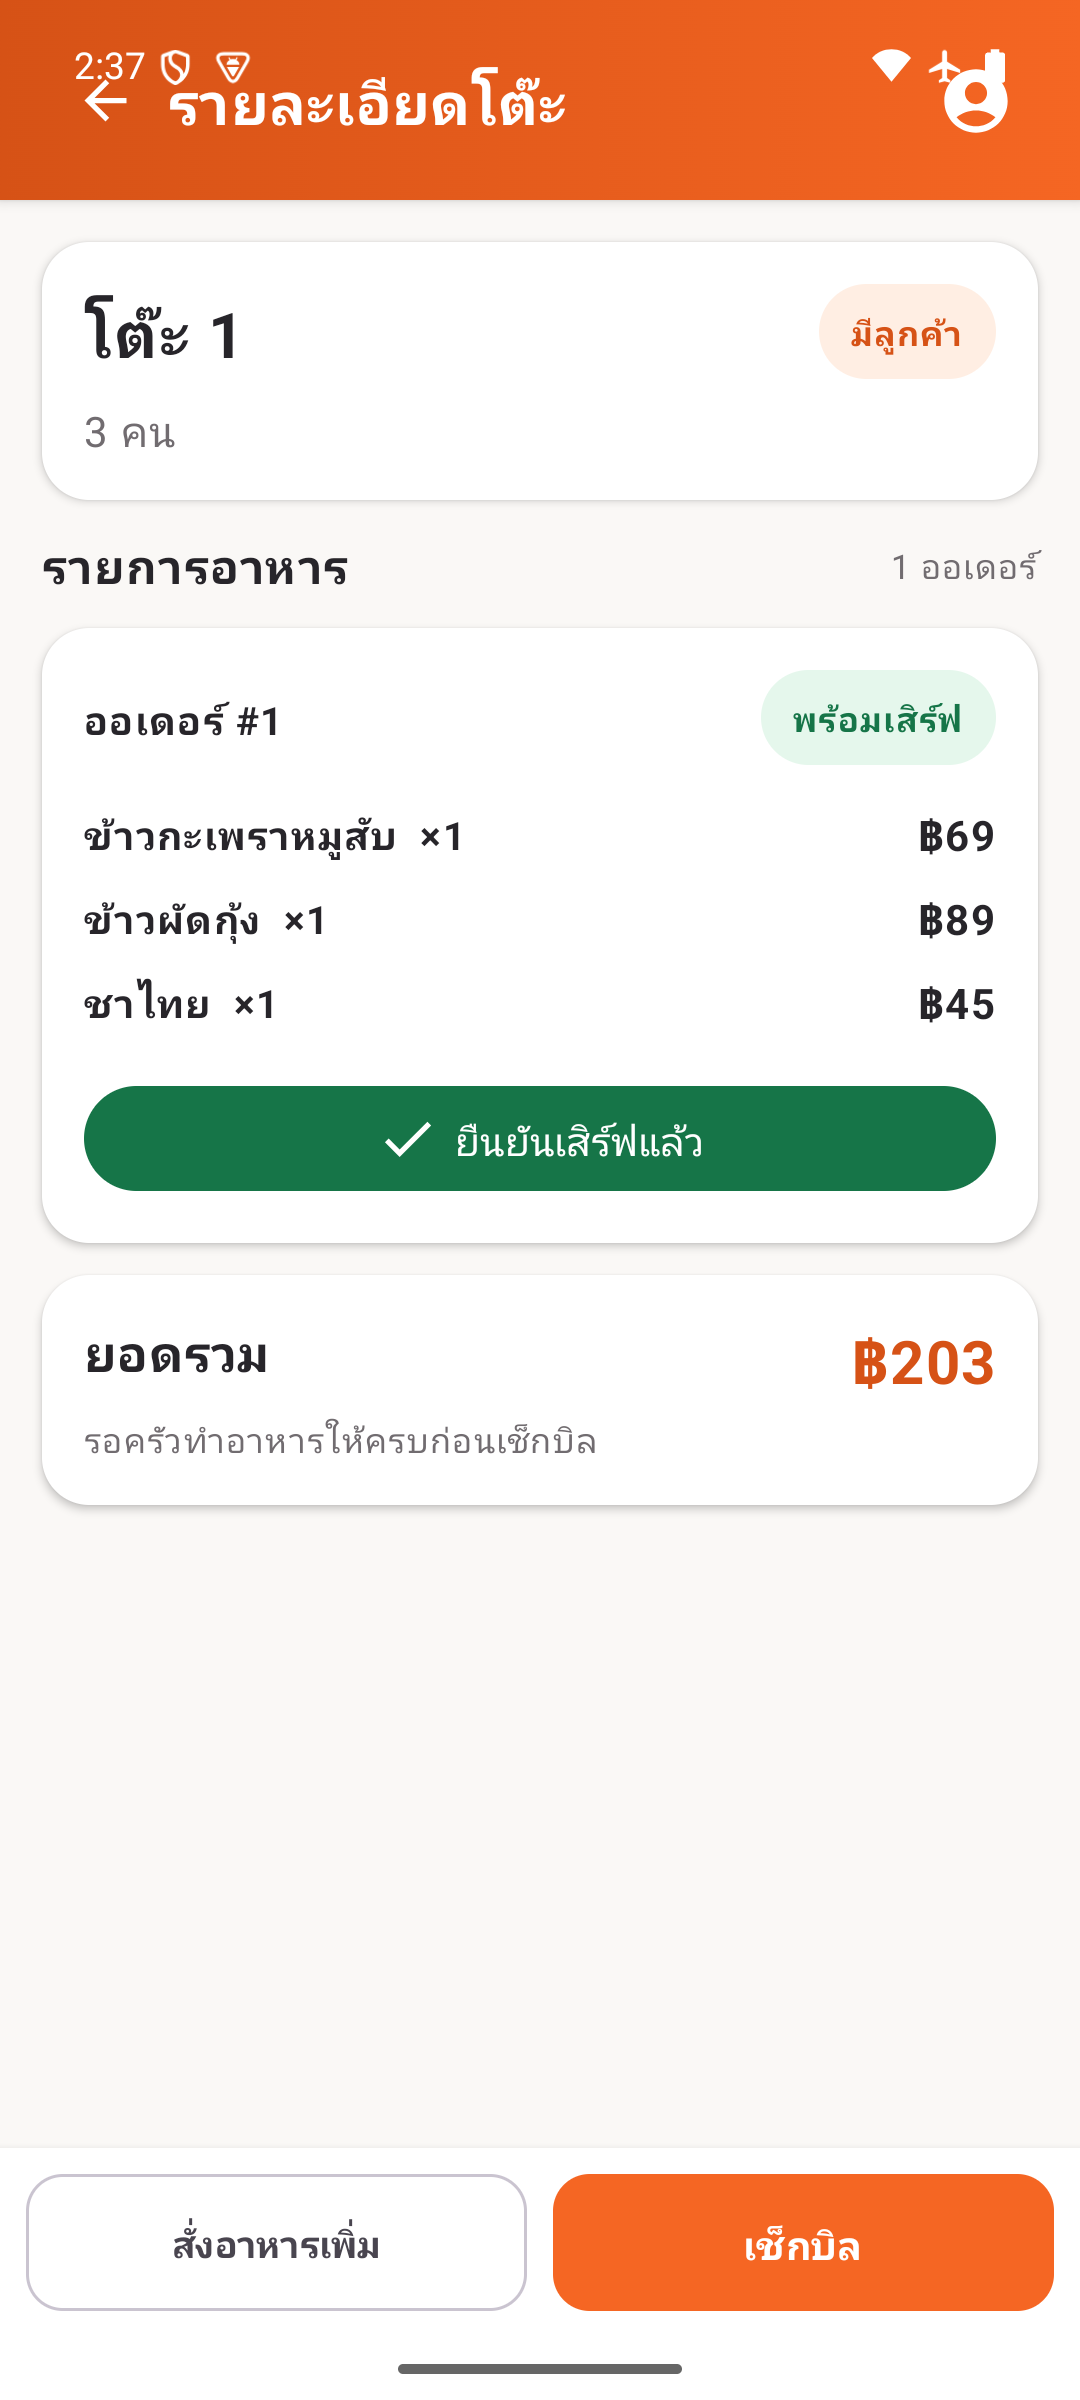 2:37
รายละเอียดโต๊ะ
โต๊ะ 1
มีลูกค้า
3 คน
รายการอาหาร
1 ออเดอร์
ออเดอร์ #1
พร้อมเสิร์ฟ
ข้าวกะเพราหมูสับ ×1
฿69
ข้าวผัดกุ้ง ×1
฿89
ชาไทย ×1
฿45
ยืนยันเสิร์ฟแล้ว
ยอดรวม
฿203
รอครัวทำอาหารให้ครบก่อนเช็กบิล
สั่งอาหารเพิ่ม
เช็กบิล